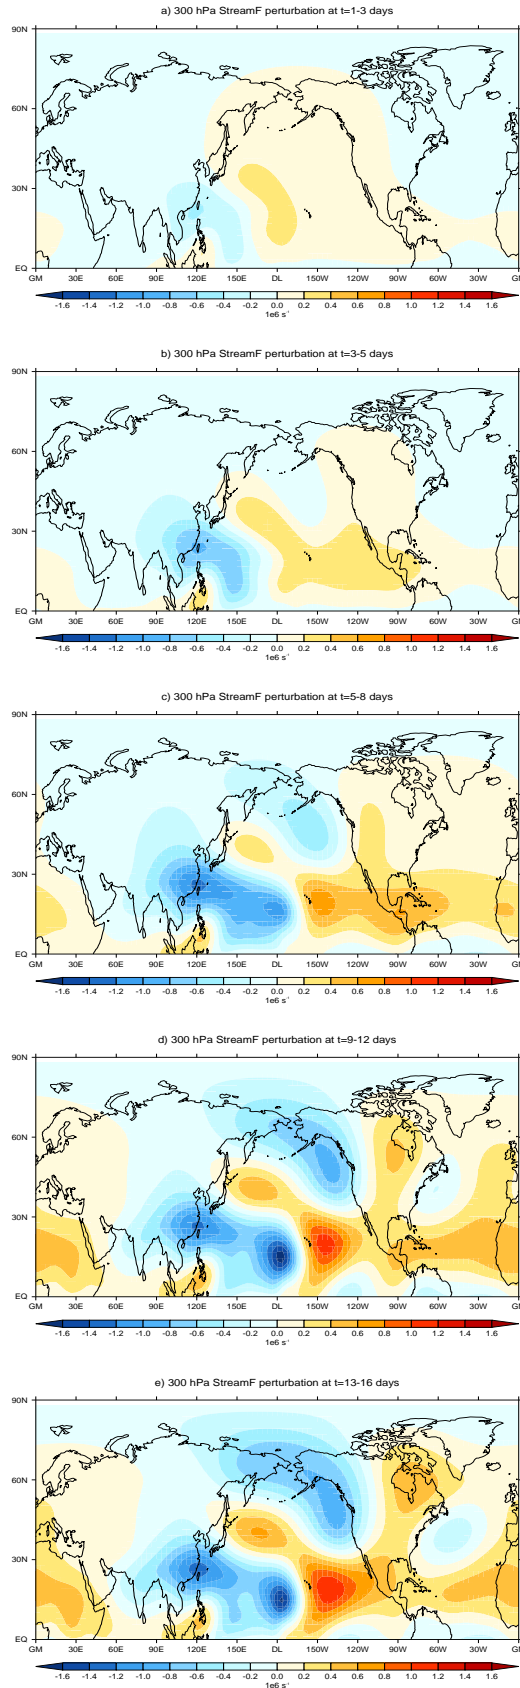 a) 300 hPa StreamF perturbation at t=1-3 days
90N
60N
30N
EQ
GM 30E 60E 90E 120E 150E DL 150W 120W 90W 60W 30W GM
-1.6 -1.4 -1.2 -1.0 -0.8 -0.6 -0.4 -0.2 0.0 0.2 0.4 0.6 0.8 1.0 1.2 1.4 1.6
1e6 s⁻¹
b) 300 hPa StreamF perturbation at t=3-5 days
90N
60N
30N
EQ
GM 30E 60E 90E 120E 150E DL 150W 120W 90W 60W 30W GM
-1.6 -1.4 -1.2 -1.0 -0.8 -0.6 -0.4 -0.2 0.0 0.2 0.4 0.6 0.8 1.0 1.2 1.4 1.6
1e6 s⁻¹
c) 300 hPa StreamF perturbation at t=5-8 days
90N
60N
30N
EQ
GM 30E 60E 90E 120E 150E DL 150W 120W 90W 60W 30W GM
-1.6 -1.4 -1.2 -1.0 -0.8 -0.6 -0.4 -0.2 0.0 0.2 0.4 0.6 0.8 1.0 1.2 1.4 1.6
1e6 s⁻¹
d) 300 hPa StreamF perturbation at t=9-12 days
90N
60N
30N
EQ
GM 30E 60E 90E 120E 150E DL 150W 120W 90W 60W 30W GM
-1.6 -1.4 -1.2 -1.0 -0.8 -0.6 -0.4 -0.2 0.0 0.2 0.4 0.6 0.8 1.0 1.2 1.4 1.6
1e6 s⁻¹
e) 300 hPa StreamF perturbation at t=13-16 days
90N
60N
30N
EQ
GM 30E 60E 90E 120E 150E DL 150W 120W 90W 60W 30W GM
-1.6 -1.4 -1.2 -1.0 -0.8 -0.6 -0.4 -0.2 0.0 0.2 0.4 0.6 0.8 1.0 1.2 1.4 1.6
1e6 s⁻¹